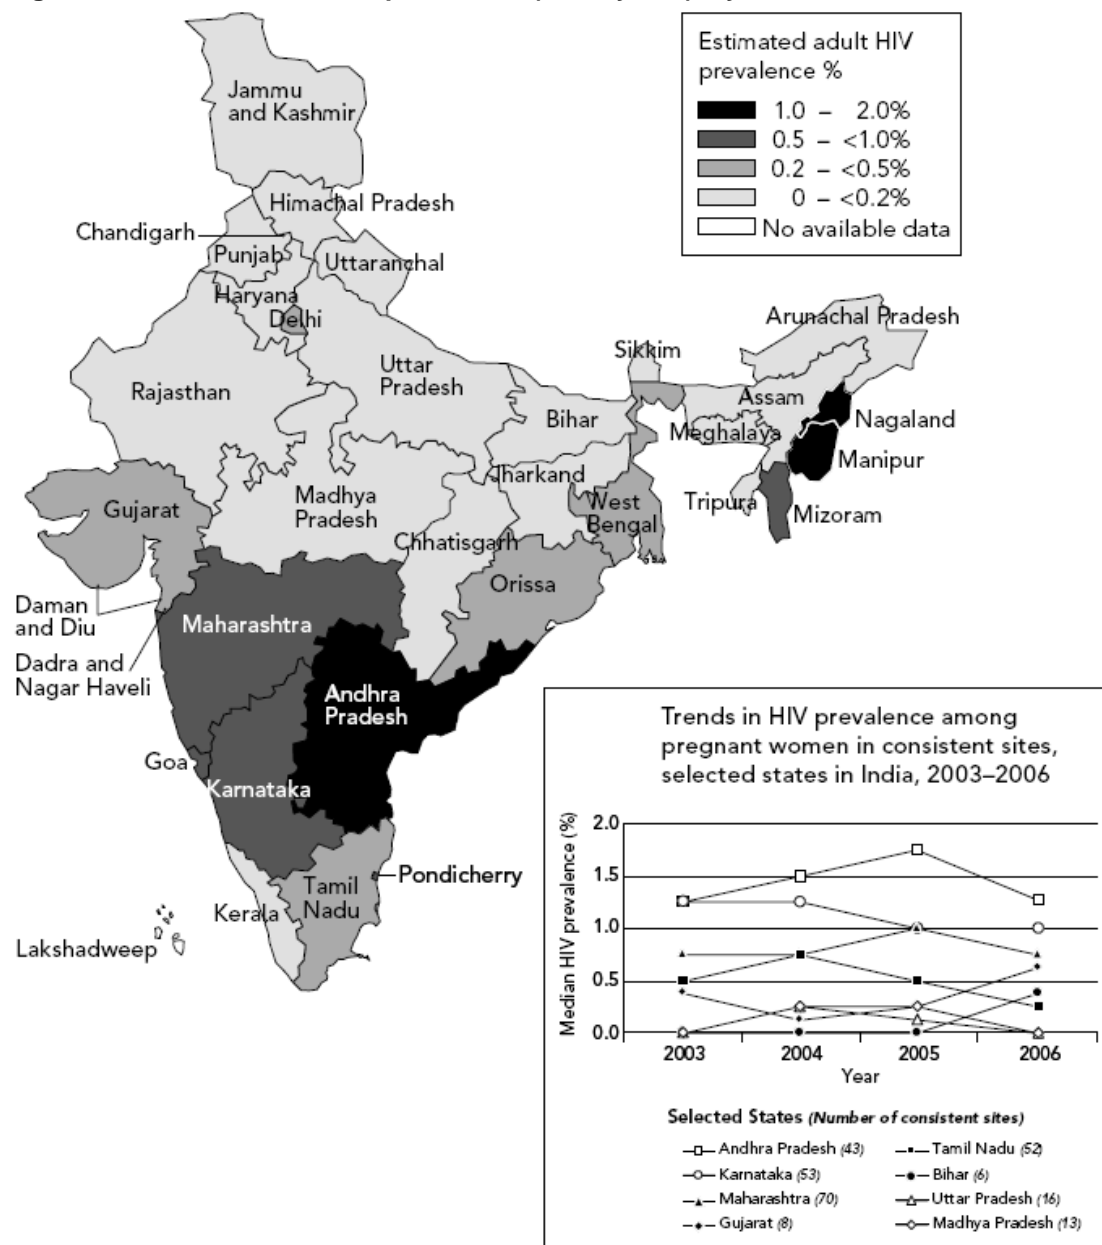 Estimated adult HIV
prevalence %
1.0 – 2.0%
0.5 – <1.0%
0.2 – <0.5%
0 – <0.2%
No available data
Jammu
and Kashmir
Himachal Pradesh
Chandigarh
Punjab
Uttaranchal
Haryana
Delhi
Arunachal Pradesh
Sikkim
Uttar
Pradesh
Rajasthan
Assam
Bihar
Nagaland
Meghalaya
Manipur
Jharkand
Madhya
Pradesh
West
Bengal
Tripura
Mizoram
Gujarat
Chhatisgarh
Orissa
Daman
and Diu
Maharashtra
Dadra and
Nagar Haveli
Andhra
Pradesh
Goa
Karnataka
Pondicherry
Tamil
Nadu
Kerala
Lakshadweep
Trends in HIV prevalence among
pregnant women in consistent sites,
selected states in India, 2003–2006
Median HIV prevalence (%)
2.0
1.5
1.0
0.5
0.0
2003 2004 2005 2006
Year
Selected States (Number of consistent sites)
Andhra Pradesh (43)
Karnataka (53)
Maharashtra (70)
Gujarat (8)
Tamil Nadu (52)
Bihar (6)
Uttar Pradesh (16)
Madhya Pradesh (13)